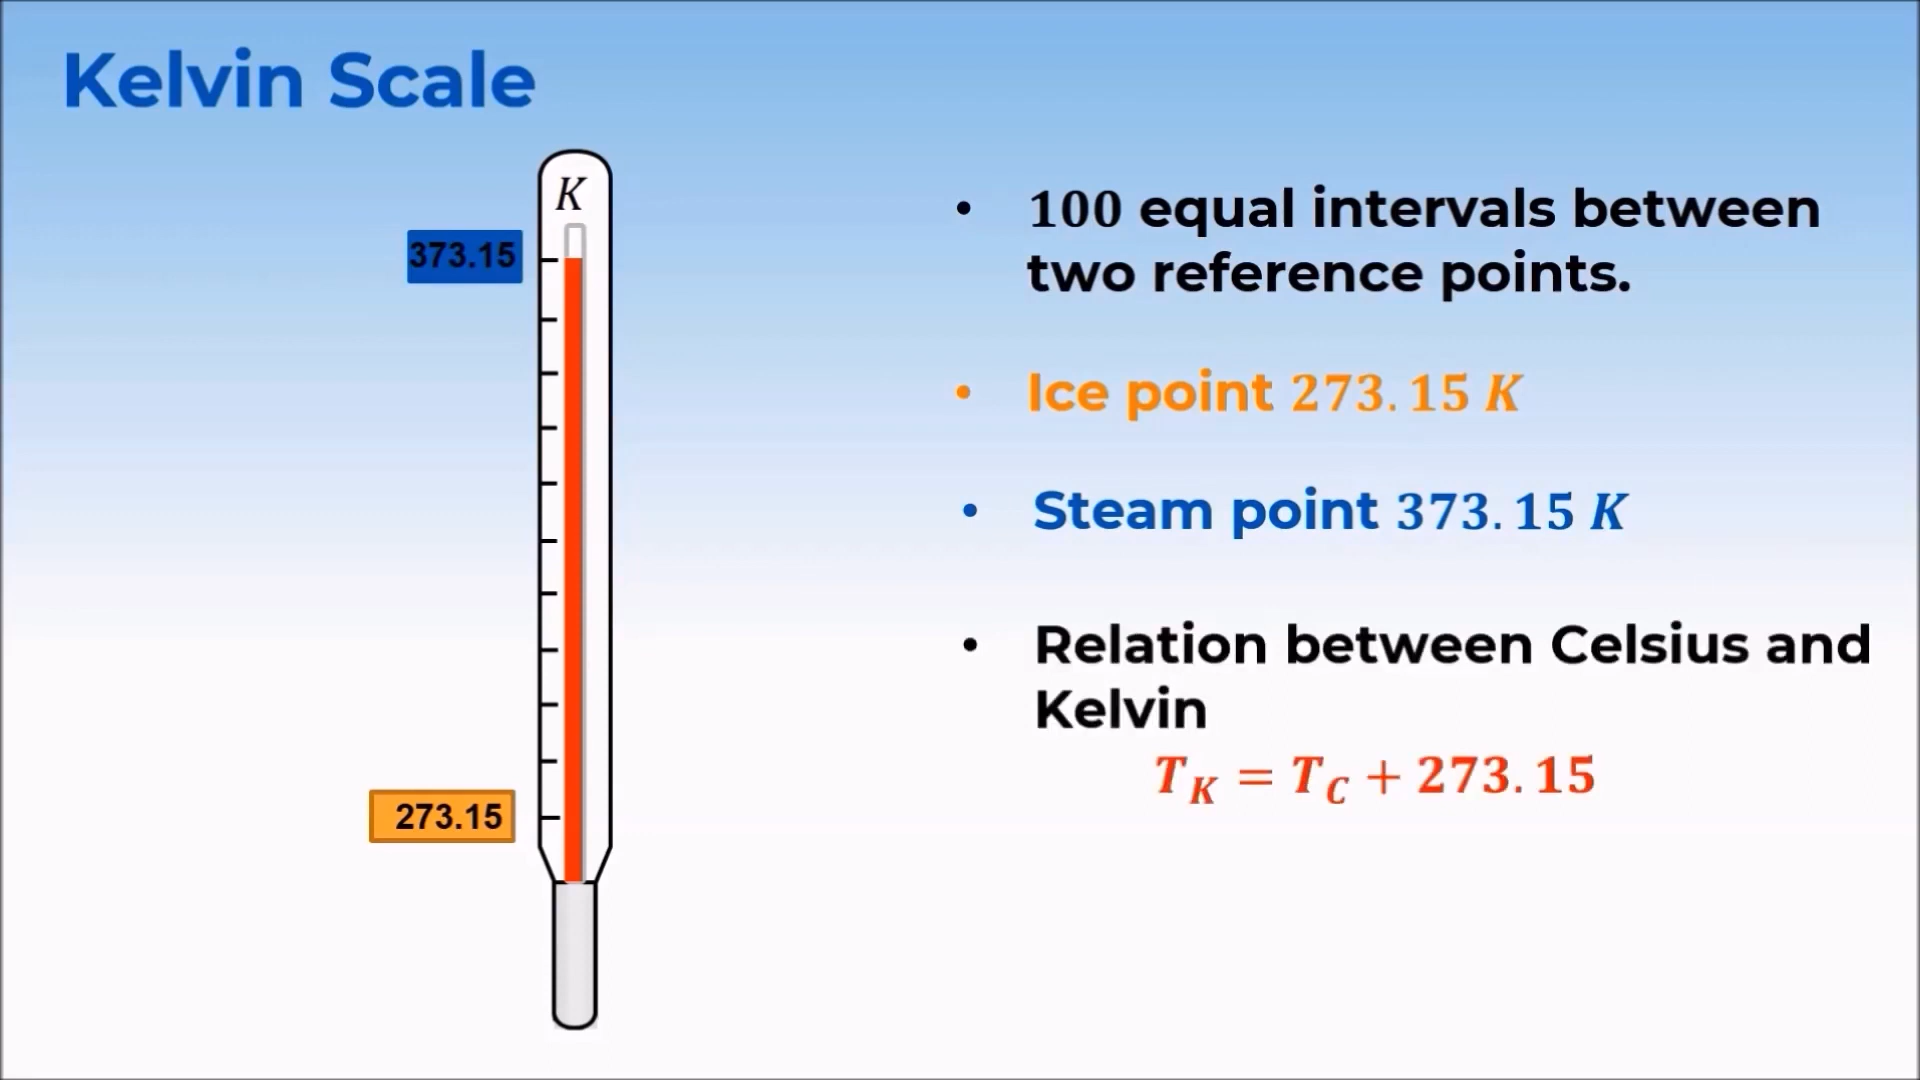 Kelvin Scale
K
373.15
273.15
• 100 equal intervals between
two reference points.
• Ice point 273.15 K
• Steam point 373.15 K
• Relation between Celsius and
Kelvin
T_K = T_C + 273.15